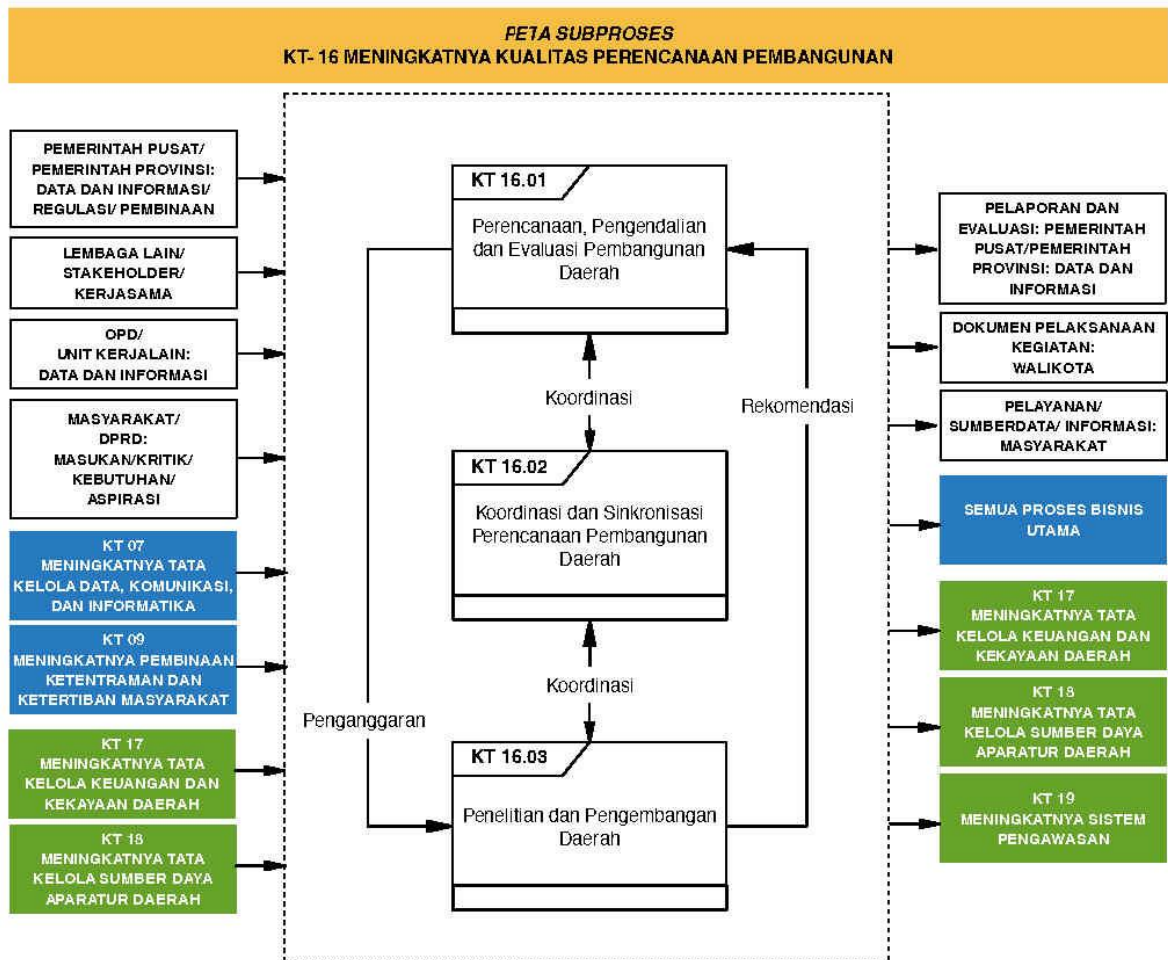 PETA SUBPROSES
KT- 16 MENINGKATNYA KUALITAS PERENCANAAN PEMBANGUNAN
PEMERINTAH PUSAT/
PEMERINTAH PROVINSI:
DATA DAN INFORMASI/
REGULASI/ PEMBINAAN
LEMBAGA LAIN/
STAKEHOLDER/
KERJASAMA
OPD/
UNIT KERJALAIN:
DATA DAN INFORMASI
MASYARAKAT/
DPRD:
MASUKAN/KRITIK/
KEBUTUHAN/
ASPIRASI
KT 07
MENINGKATNYA TATA
KELOLA DATA, KOMUNIKASI,
DAN INFORMATIKA
KT 09
MENINGKATNYA PEMBINAAN
KETENTRAMAN DAN
KETERTIBAN MASYARAKAT
KT 17
MENINGKATNYA TATA
KELOLA KEUANGAN DAN
KEKAYAAN DAERAH
KT 18
MENINGKATNYA TATA
KELOLA SUMBER DAYA
APARATUR DAERAH
KT 16.01
Perencanaan, Pengendalian
dan Evaluasi Pembangunan
Daerah
Koordinasi
Rekomendasi
KT 16.02
Koordinasi dan Sinkronisasi
Perencanaan Pembangunan
Daerah
Koordinasi
Penganggaran
KT 16.03
Penelitian dan Pengembangan
Daerah
PELAPORAN DAN
EVALUASI: PEMERINTAH
PUSAT/PEMERINTAH
PROVINSI: DATA DAN
INFORMASI
DOKUMEN PELAKSANAAN
KEGIATAN:
WALIKOTA
PELAYANAN/
SUMBERDATA/ INFORMASI:
MASYARAKAT
SEMUA PROSES BISNIS
UTAMA
KT 17
MENINGKATNYA TATA
KELOLA KEUANGAN DAN
KEKAYAAN DAERAH
KT 18
MENINGKATNYA TATA
KELOLA SUMBER DAYA
APARATUR DAERAH
KT 19
MENINGKATNYA SISTEM
PENGAWASAN